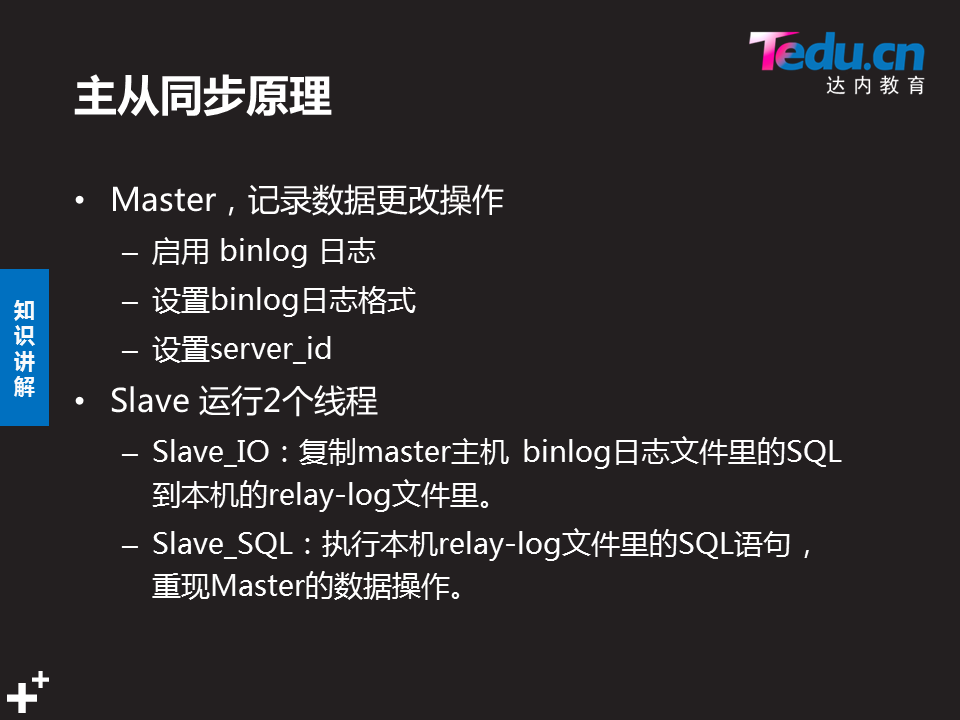 Tedu.cn
达内教育
主从同步原理
• Master，记录数据更改操作
– 启用 binlog 日志
– 设置binlog日志格式
– 设置server_id
• Slave 运行2个线程
– Slave_IO：复制master主机 binlog日志文件里的SQL
到本机的relay-log文件里。
– Slave_SQL：执行本机relay-log文件里的SQL语句，
重现Master的数据操作。
知
识
讲
解